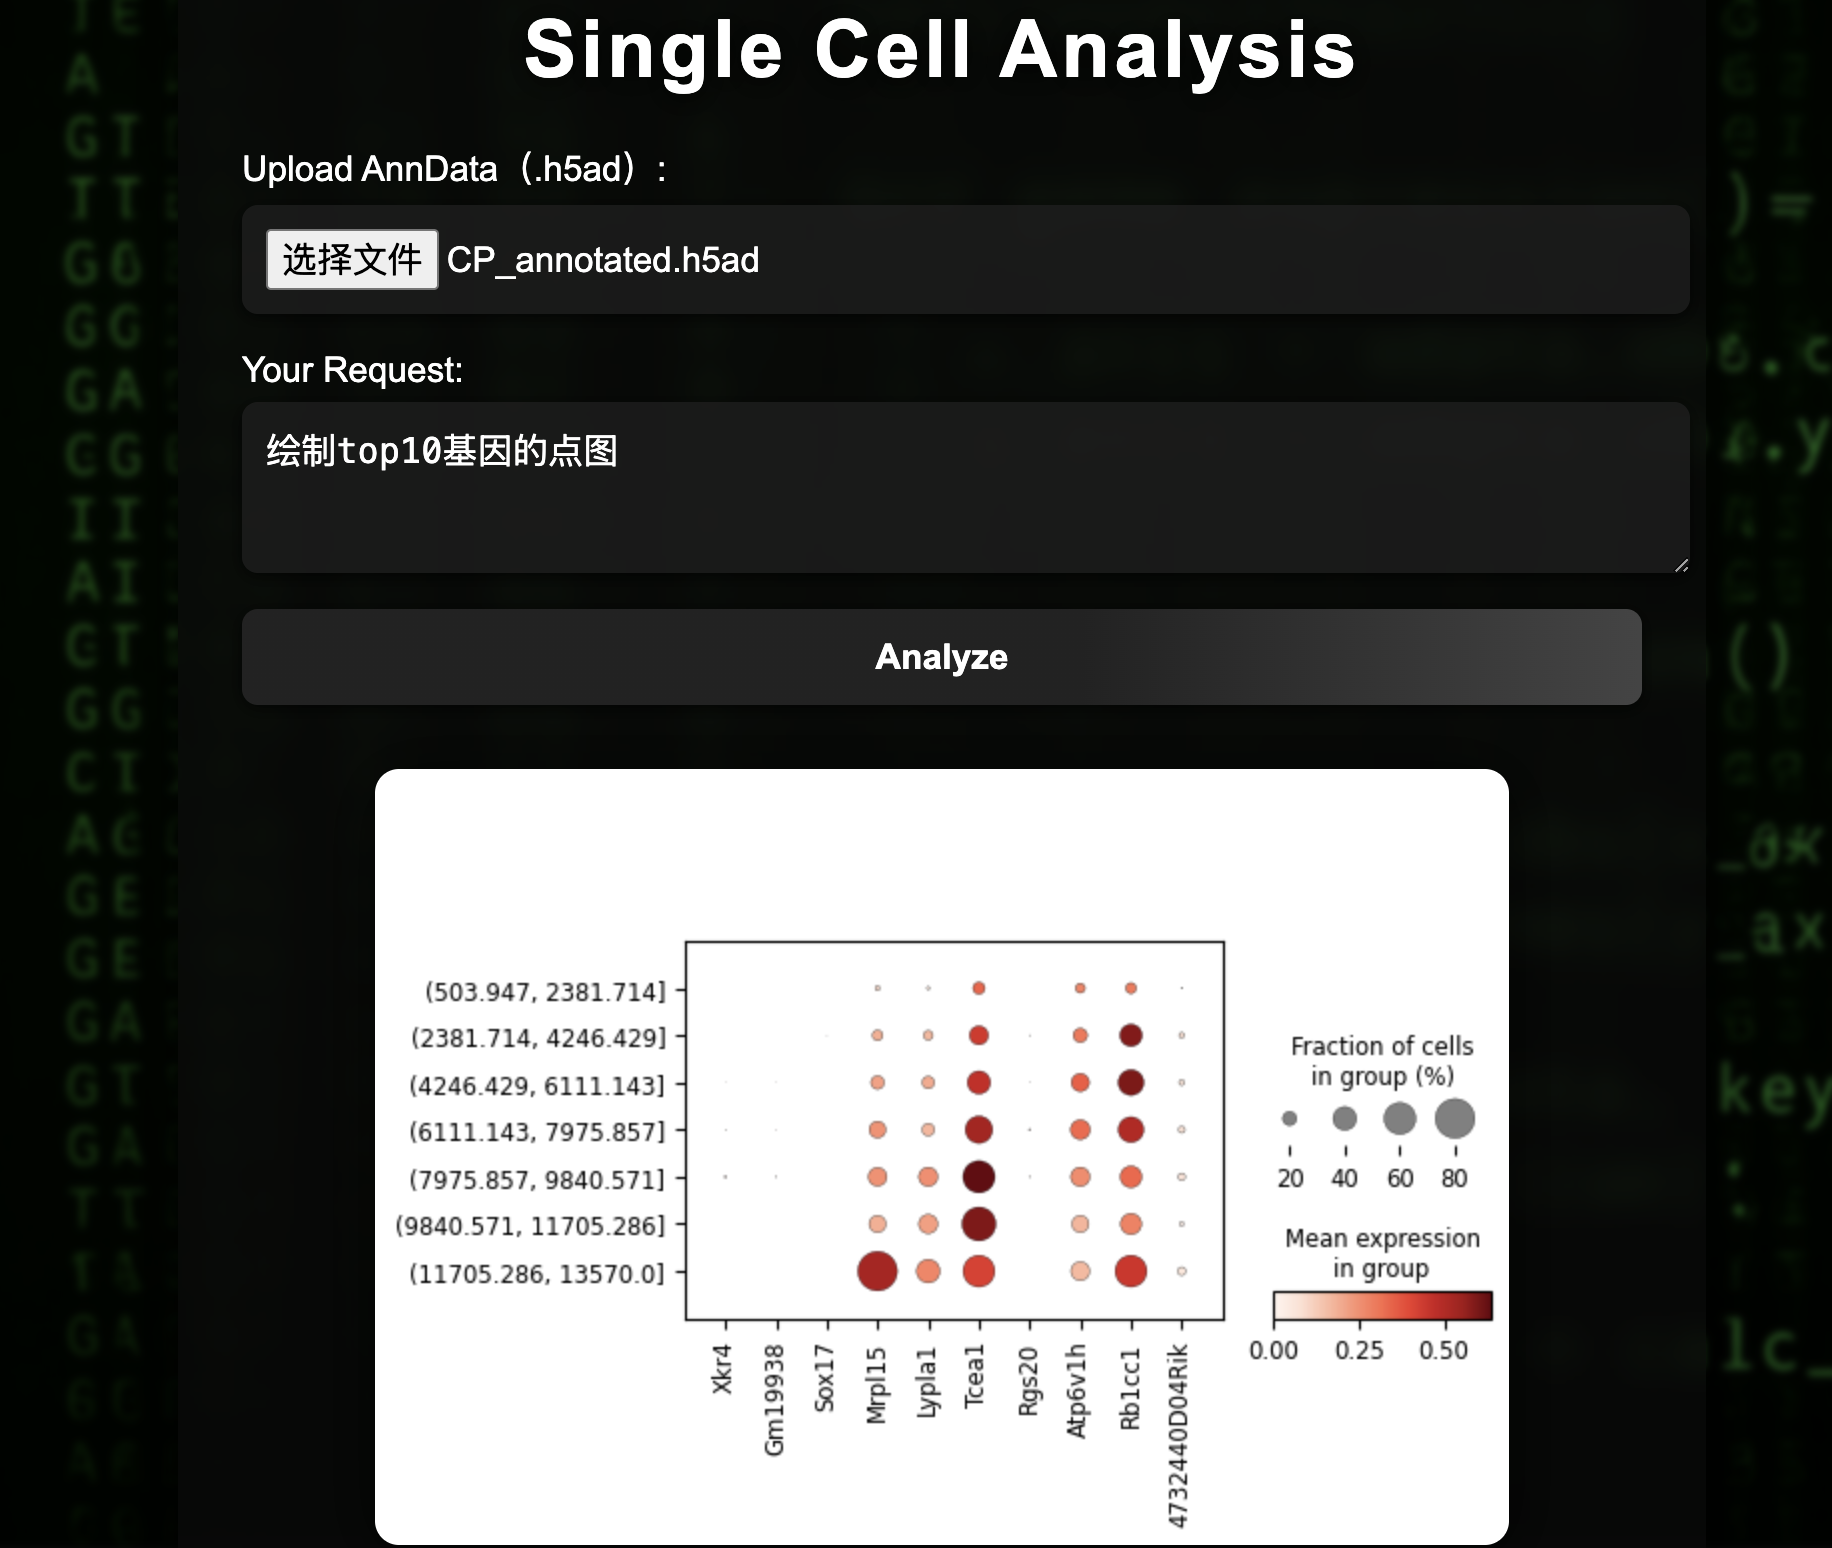 Single Cell Analysis
Upload AnnData（.h5ad）:
选择文件 CP_annotated.h5ad
Your Request:
绘制top10基因的点图
Analyze
(503.947, 2381.714]
(2381.714, 4246.429]
(4246.429, 6111.143]
(6111.143, 7975.857]
(7975.857, 9840.571]
(9840.571, 11705.286]
(11705.286, 13570.0]
Xkr4
Gm19938
Sox17
Mrpl15
Lypla1
Tcea1
Rgs20
Atp6v1h
Rb1cc1
4732440D04Rik
Fraction of cells
in group (%)
20 40 60 80
Mean expression
in group
0.00 0.25 0.50